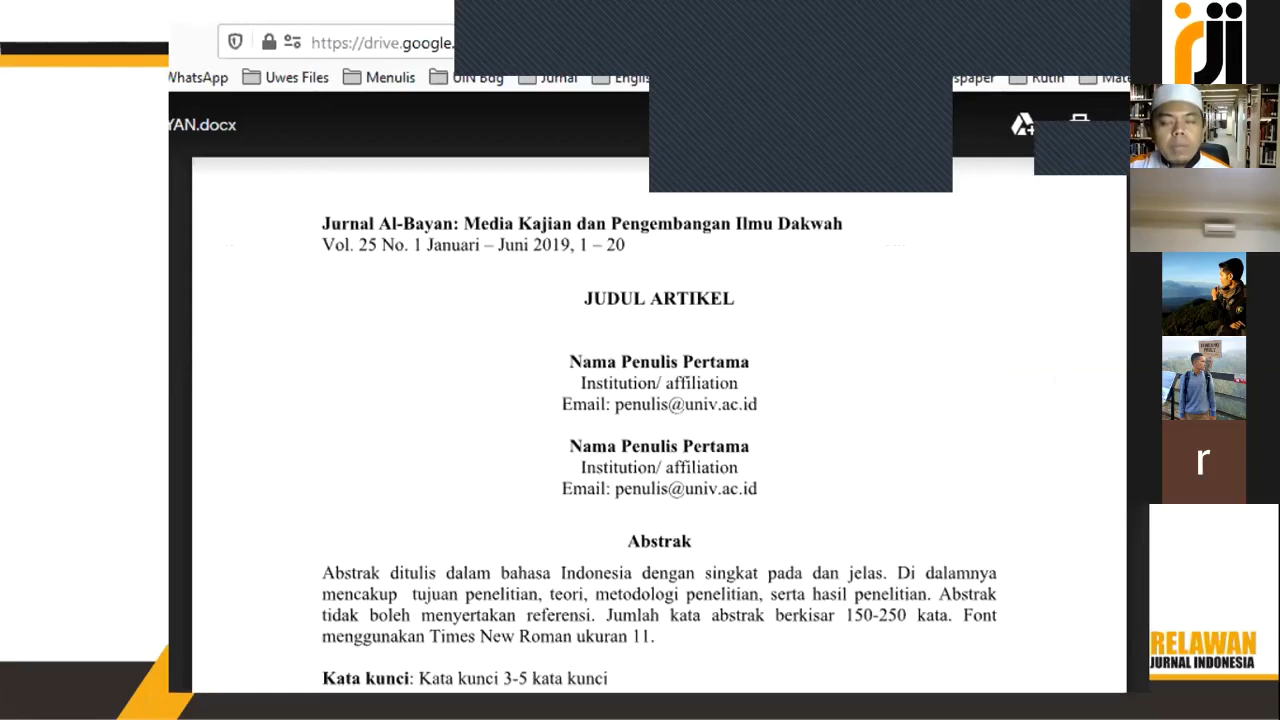 rji
https://drive.google.
WhatsApp Uwes Files Menulis UIN Bdg Jurnal Rutin
YAN.docx
Jurnal Al-Bayan: Media Kajian dan Pengembangan Ilmu Dakwah
Vol. 25 No. 1 Januari – Juni 2019, 1 – 20
JUDUL ARTIKEL
Nama Penulis Pertama
Institution/ affiliation
Email: penulis@univ.ac.id
Nama Penulis Pertama
Institution/ affiliation
Email: penulis@univ.ac.id
Abstrak
Abstrak ditulis dalam bahasa Indonesia dengan singkat pada dan jelas. Di dalamnya
mencakup tujuan penelitian, teori, metodologi penelitian, serta hasil penelitian. Abstrak
tidak boleh menyertakan referensi. Jumlah kata abstrak berkisar 150-250 kata. Font
menggunakan Times New Roman ukuran 11.
Kata kunci: Kata kunci 3-5 kata kunci
r
RELAWAN
JURNAL INDONESIA